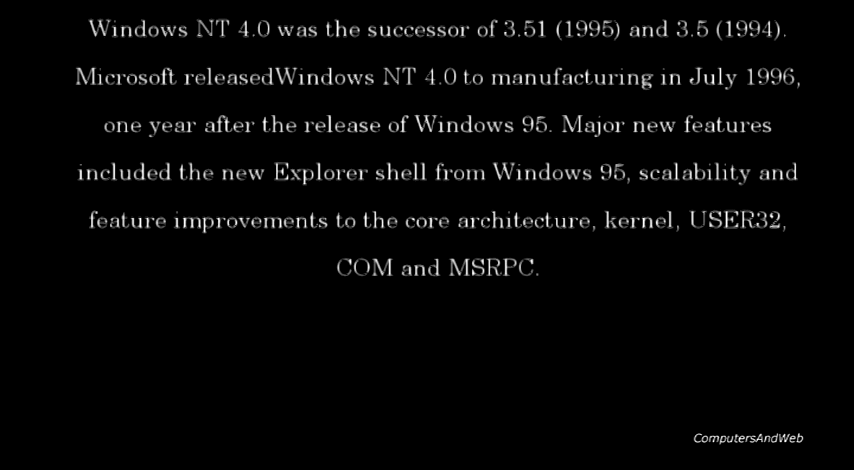 Windows NT 4.0 was the successor of 3.51 (1995) and 3.5 (1994).
Microsoft releasedWindows NT 4.0 to manufacturing in July 1996,
one year after the release of Windows 95. Major new features
included the new Explorer shell from Windows 95, scalability and
feature improvements to the core architecture, kernel, USER32,
COM and MSRPC.
ComputersAndWeb